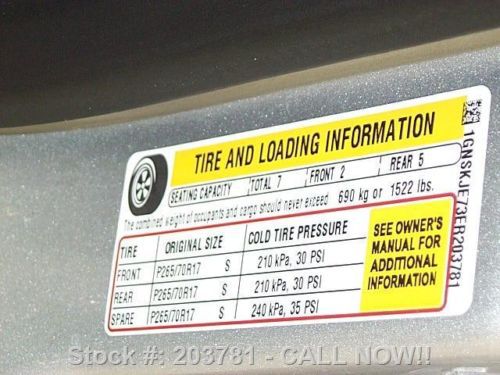 TIRE AND LOADING INFORMATION
SEATING CAPACITY TOTAL 7 FRONT 2 REAR 5
The combined weight of occupants and cargo should never exceed 690 kg or 1522 lbs.
TIRE ORIGINAL SIZE COLD TIRE PRESSURE
FRONT P265/70R17 S 210 kPa, 30 PSI
REAR P265/70R17 S 210 kPa, 30 PSI
SPARE P265/70R17 S 240 kPa, 35 PSI
SEE OWNER'S
MANUAL FOR
ADDITIONAL
INFORMATION
1GNSKJE73ER203781
Stock #: 203781 - CALL NOW!!